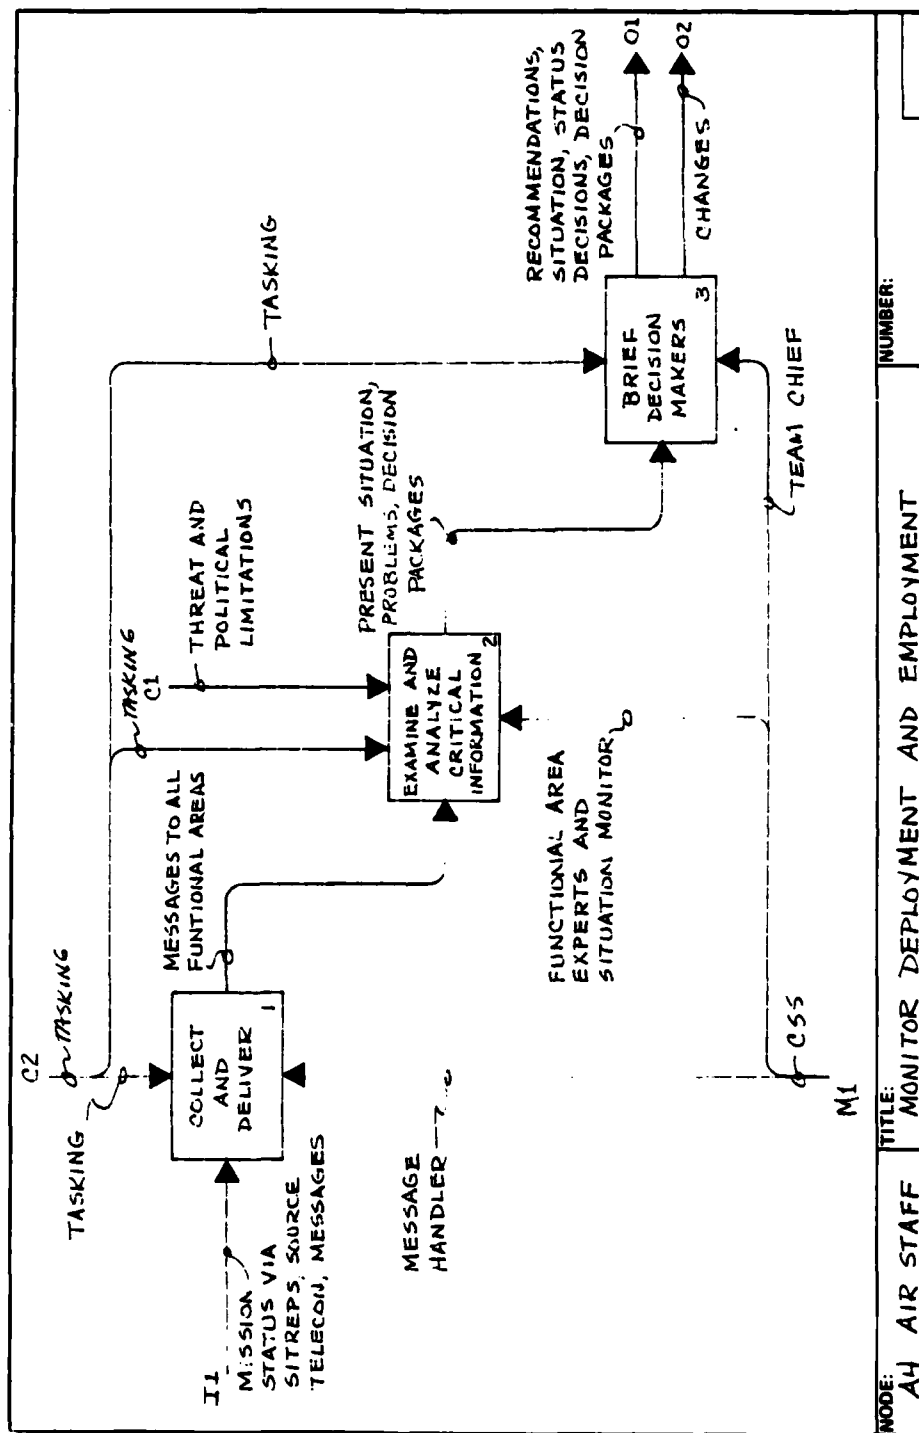 C2
TASKING
TASKING
TASKING
C1
THREAT AND
POLITICAL
LIMITATIONS
TASKING
I1
MISSION
STATUS VIA
SITREPS, SOURCE
TELECON, MESSAGES
COLLECT
AND
DELIVER
1
MESSAGES TO ALL
FUNTIONAL AREAS
EXAMINE AND
ANALYZE
CRITICAL
INFORMATION
2
PRESENT SITUATION,
PROBLEMS, DECISION
PACKAGES
BRIEF
DECISION
MAKERS
3
RECOMMENDATIONS,
SITUATION, STATUS
DECISIONS, DECISION
PACKAGES
O1
O2
CHANGES
MESSAGE
HANDLER
FUNCTIONAL AREA
EXPERTS AND
SITUATION MONITOR
TEAM CHIEF
CSS
M1
NODE:
A4 AIR STAFF
TITLE:
MONITOR DEPLOYMENT AND EMPLOYMENT
NUMBER: